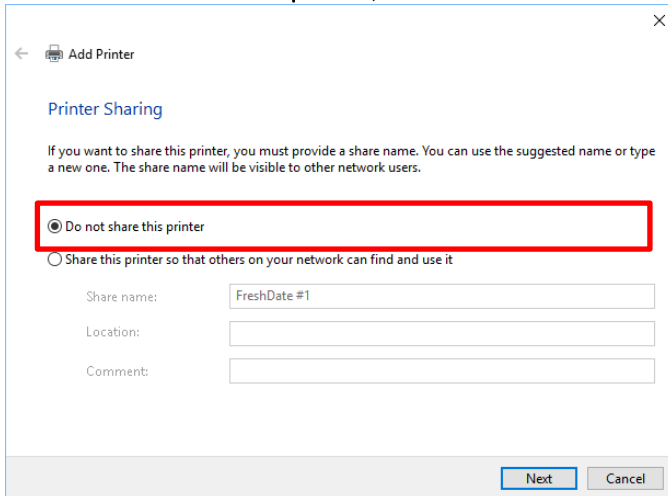 Add Printer
Printer Sharing
If you want to share this printer, you must provide a share name. You can use the suggested name or type
a new one. The share name will be visible to other network users.
Do not share this printer
Share this printer so that others on your network can find and use it
Share name: FreshDate #1
Location:
Comment:
Next Cancel